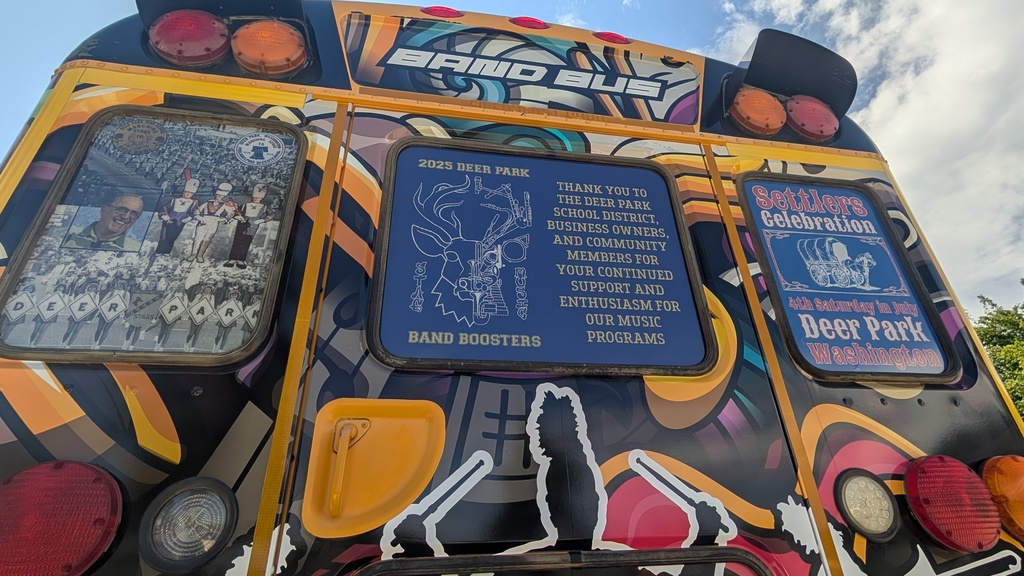 BAND BUS
2025 DEER PARK
THANK YOU TO
THE DEER PARK
SCHOOL DISTRICT,
BUSINESS OWNERS,
AND COMMUNITY
MEMBERS FOR
YOUR CONTINUED
SUPPORT AND
ENTHUSIASM FOR
OUR MUSIC
PROGRAMS
BAND BOOSTERS
DEER PARK
Settlers
Celebration
4th Saturday in July
Deer Park
Washington